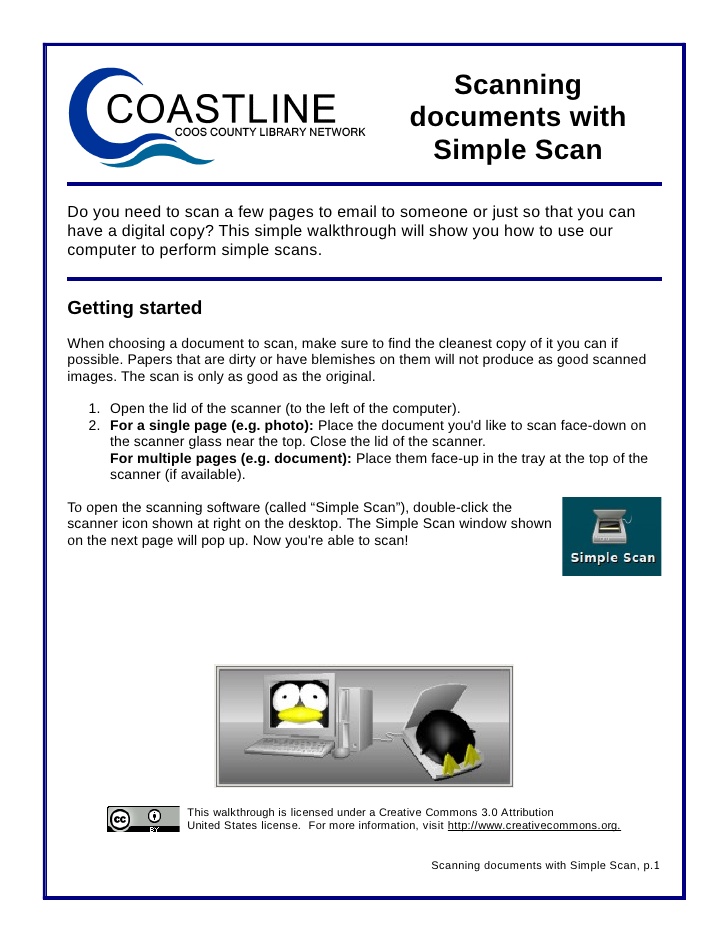 COASTLINE
COOS COUNTY LIBRARY NETWORK
Scanning
documents with
Simple Scan
Do you need to scan a few pages to email to someone or just so that you can
have a digital copy? This simple walkthrough will show you how to use our
computer to perform simple scans.
Getting started
When choosing a document to scan, make sure to find the cleanest copy of it you can if
possible. Papers that are dirty or have blemishes on them will not produce as good scanned
images. The scan is only as good as the original.
1. Open the lid of the scanner (to the left of the computer).
2. For a single page (e.g. photo): Place the document you'd like to scan face-down on
the scanner glass near the top. Close the lid of the scanner.
For multiple pages (e.g. document): Place them face-up in the tray at the top of the
scanner (if available).
To open the scanning software (called “Simple Scan”), double-click the
scanner icon shown at right on the desktop. The Simple Scan window shown
on the next page will pop up. Now you're able to scan!
Simple Scan
cc
BY
This walkthrough is licensed under a Creative Commons 3.0 Attribution
United States license.  For more information, visit http://www.creativecommons.org.
Scanning documents with Simple Scan, p.1